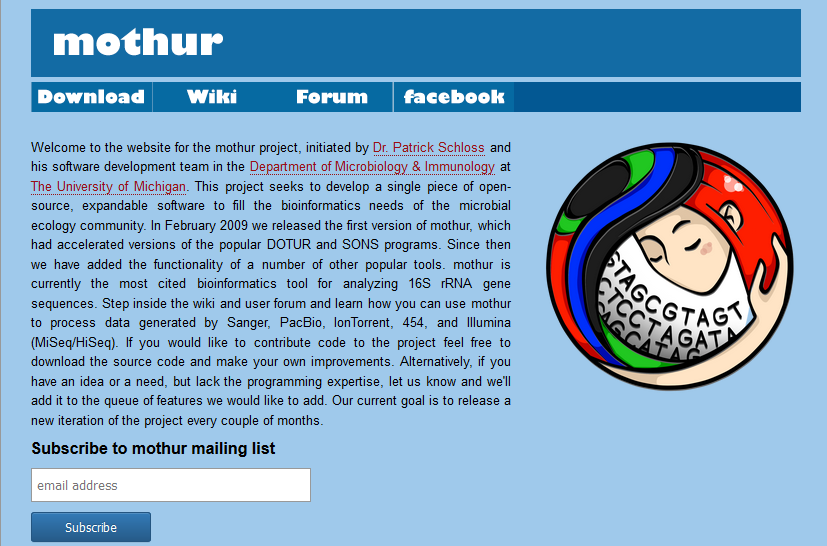 mothur
Download Wiki Forum facebook
Welcome to the website for the mothur project, initiated by Dr. Patrick Schloss and
his software development team in the Department of Microbiology & Immunology at
The University of Michigan. This project seeks to develop a single piece of open-
source, expandable software to fill the bioinformatics needs of the microbial
ecology community. In February 2009 we released the first version of mothur, which
had accelerated versions of the popular DOTUR and SONS programs. Since then
we have added the functionality of a number of other popular tools. mothur is
currently the most cited bioinformatics tool for analyzing 16S rRNA gene
sequences. Step inside the wiki and user forum and learn how you can use mothur
to process data generated by Sanger, PacBio, IonTorrent, 454, and Illumina
(MiSeq/HiSeq). If you would like to contribute code to the project feel free to
download the source code and make your own improvements. Alternatively, if you
have an idea or a need, but lack the programming expertise, let us know and we'll
add it to the queue of features we would like to add. Our current goal is to release a
new iteration of the project every couple of months.
Subscribe to mothur mailing list
email address
Subscribe
STAGCGTAGT
CTCCTAGATA